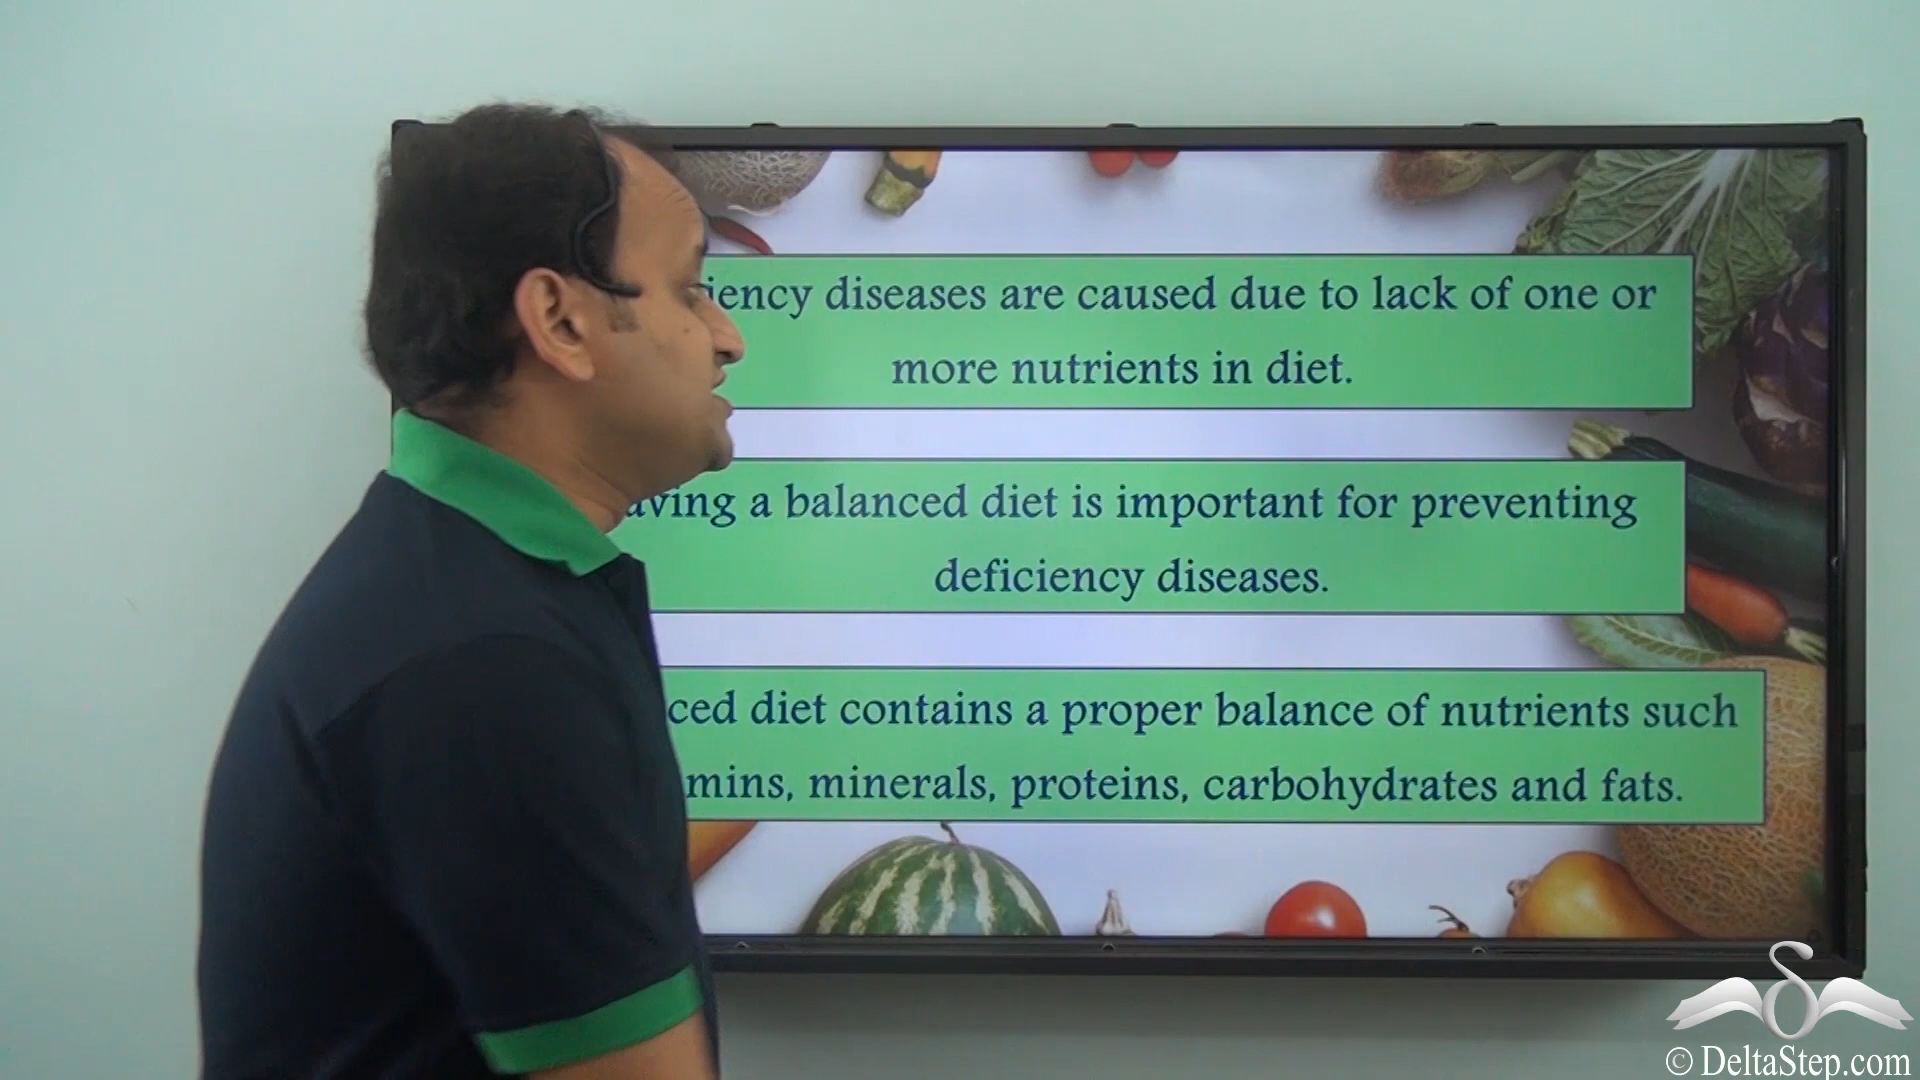 iency diseases are caused due to lack of one or
more nutrients in diet.
aving a balanced diet is important for preventing
deficiency diseases.
ced diet contains a proper balance of nutrients such
mins, minerals, proteins, carbohydrates and fats.
© DeltaStep.com